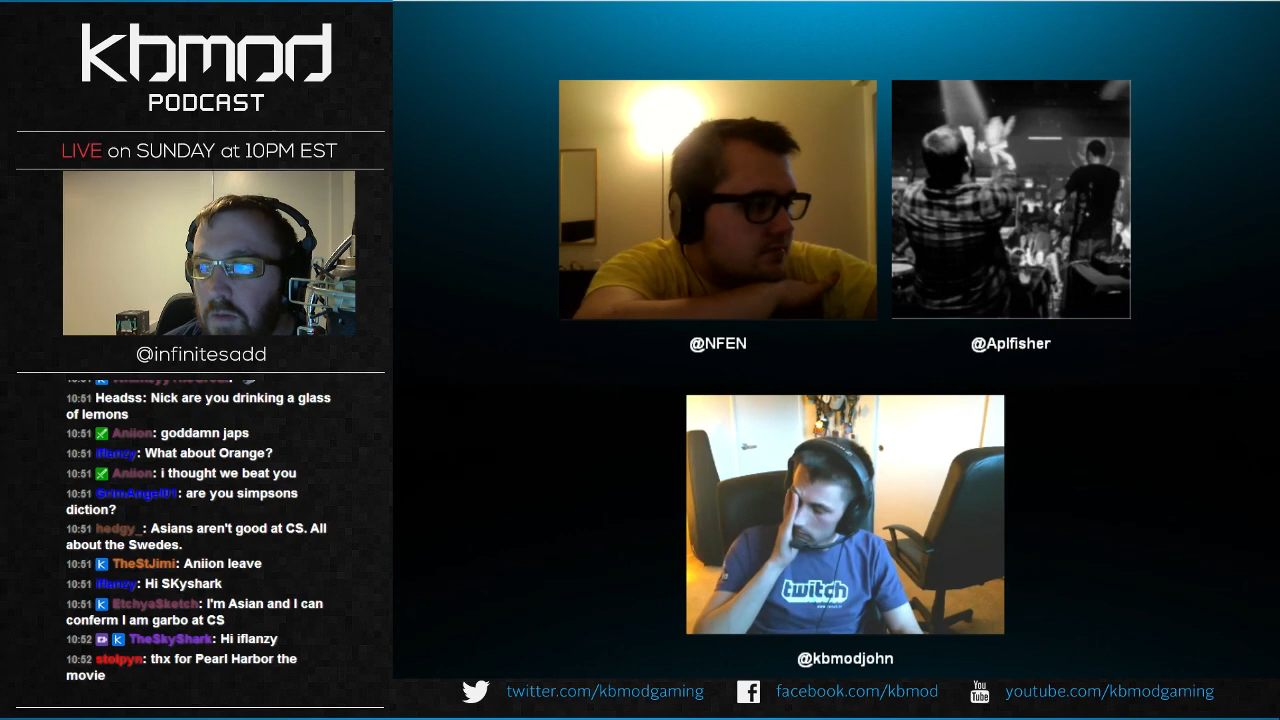 kbmod
PODCAST
LIVE on SUNDAY at 10PM EST
@infinitesadd
10:51 Headss: Nick are you drinking a glass
of lemons
10:51 Aniion: goddamn japs
10:51 iflanzy: What about Orange?
10:51 Aniion: i thought we beat you
10:51 GrimAngel01: are you simpsons
diction?
10:51 hedgy_: Asians aren't good at CS. All
about the Swedes.
10:51 TheStJimi: Aniion leave
10:51 iflanzy: Hi SKyshark
10:51 EtchyaSketch: I'm Asian and I can
conferm I am garbo at CS
10:52 TheSkyShark: Hi iflanzy
10:52 stolpyn: thx for Pearl Harbor the
movie
@NFEN
@Aplfisher
twitch
@kbmodjohn
twitter.com/kbmodgaming
facebook.com/kbmod
You
Tube
youtube.com/kbmodgaming